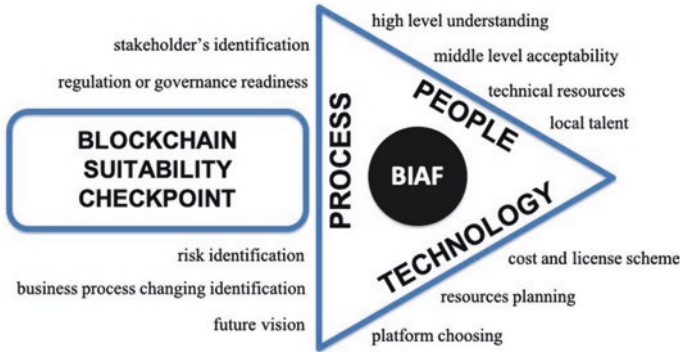 stakeholder's identification
regulation or governance readiness
BLOCKCHAIN
SUITABILITY
CHECKPOINT
risk identification
business process changing identification
future vision
PROCESS
BIAF
PEOPLE
TECHNOLOGY
high level understanding
middle level acceptability
technical resources
local talent
cost and license scheme
resources planning
platform choosing